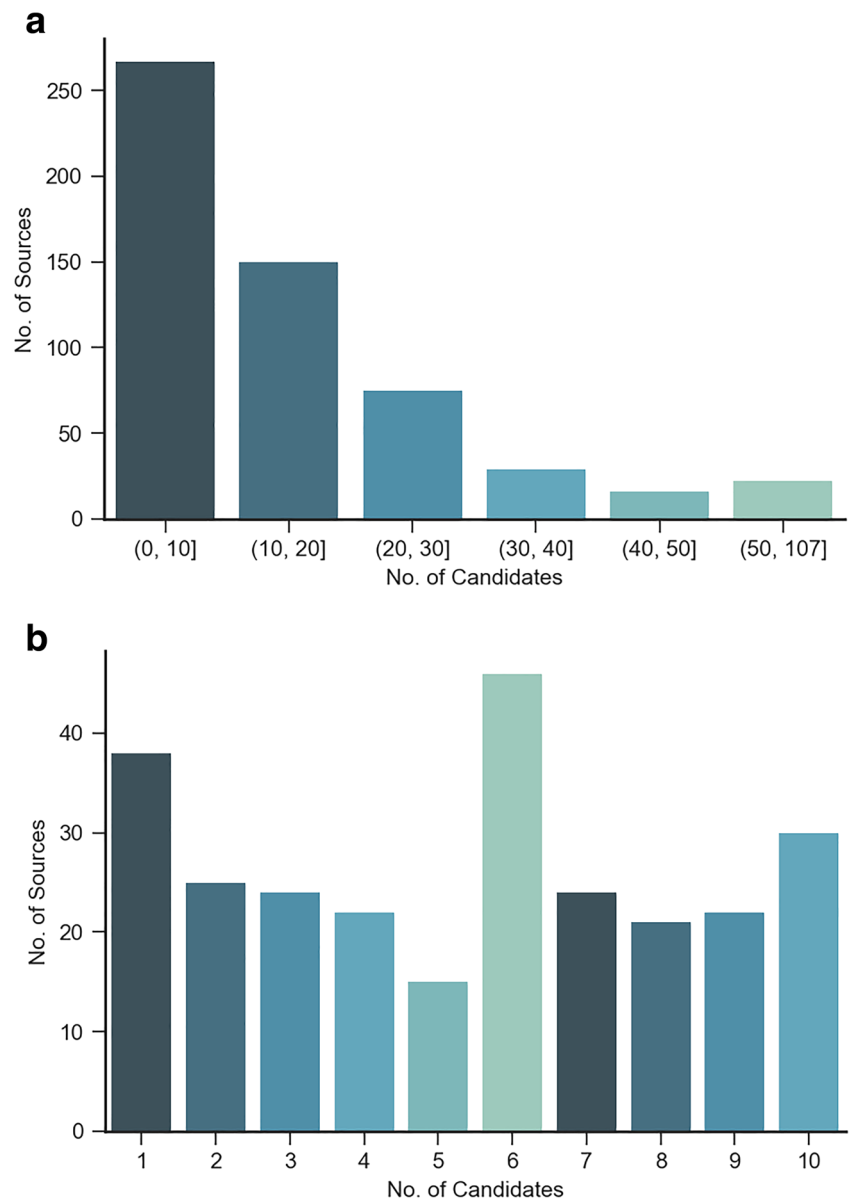 a
No. of Sources
250
200
150
100
50
0
(0, 10] (10, 20] (20, 30] (30, 40] (40, 50] (50, 107]
No. of Candidates
b
No. of Sources
40
30
20
10
0
1 2 3 4 5 6 7 8 9 10
No. of Candidates